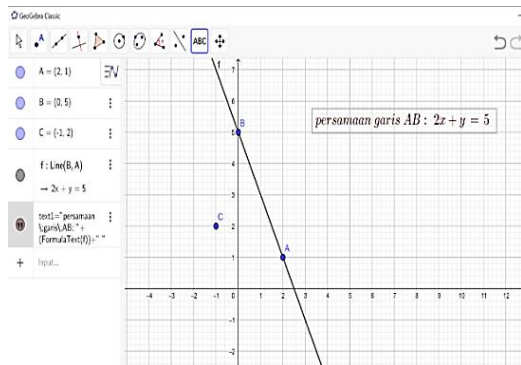 GeoGebra Classic
ABC
A = (2, 1)
B = (0, 5)
C = (-1, 2)
f : Line(B, A)
→ 2x + y = 5
text1="persamaan
\;garis\,AB: "+
(FormulaText(f))+" "
+ Input...
f
persamaan garis AB : 2x + y = 5
B
C
A
7
6
5
4
3
2
1
0
-1
-2
-4 -3 -2 -1 0 1 2 3 4 5 6 7 8 9 10 11 12